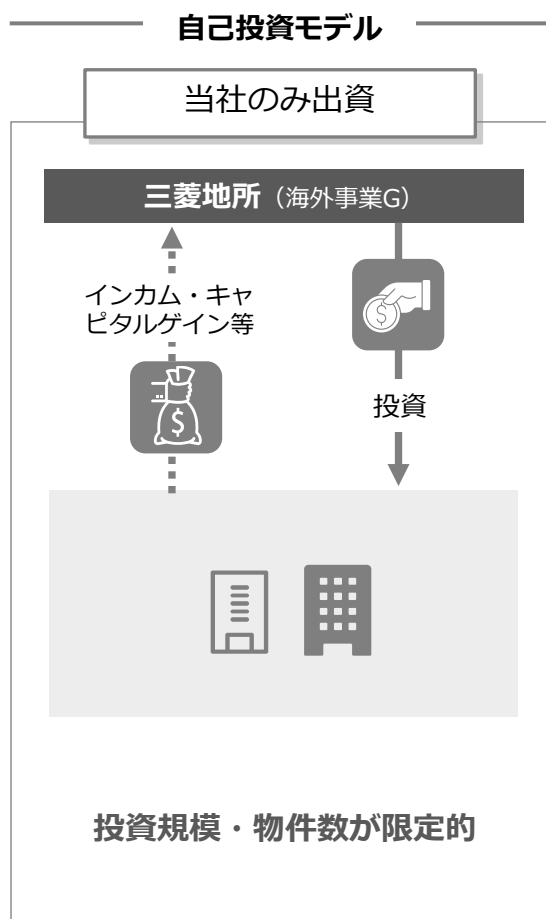 自己投資モデル
当社のみ出資
三菱地所（海外事業G）
インカム・キャ
ピタルゲイン等
$
$
投資
投資規模・物件数が限定的